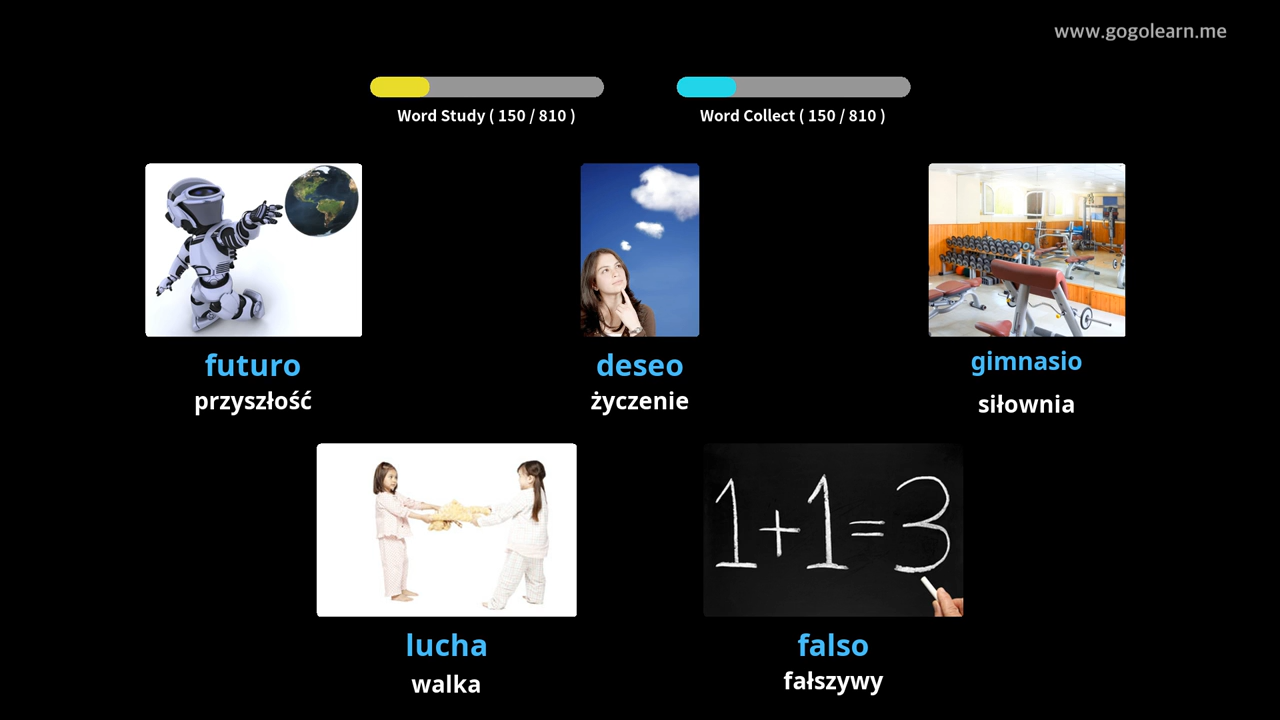 www.gogolearn.me
Word Study ( 150 / 810 )
Word Collect ( 150 / 810 )
futuro
przyszłość
deseo
życzenie
gimnasio
siłownia
lucha
walka
1+1=3
falso
fałszywy